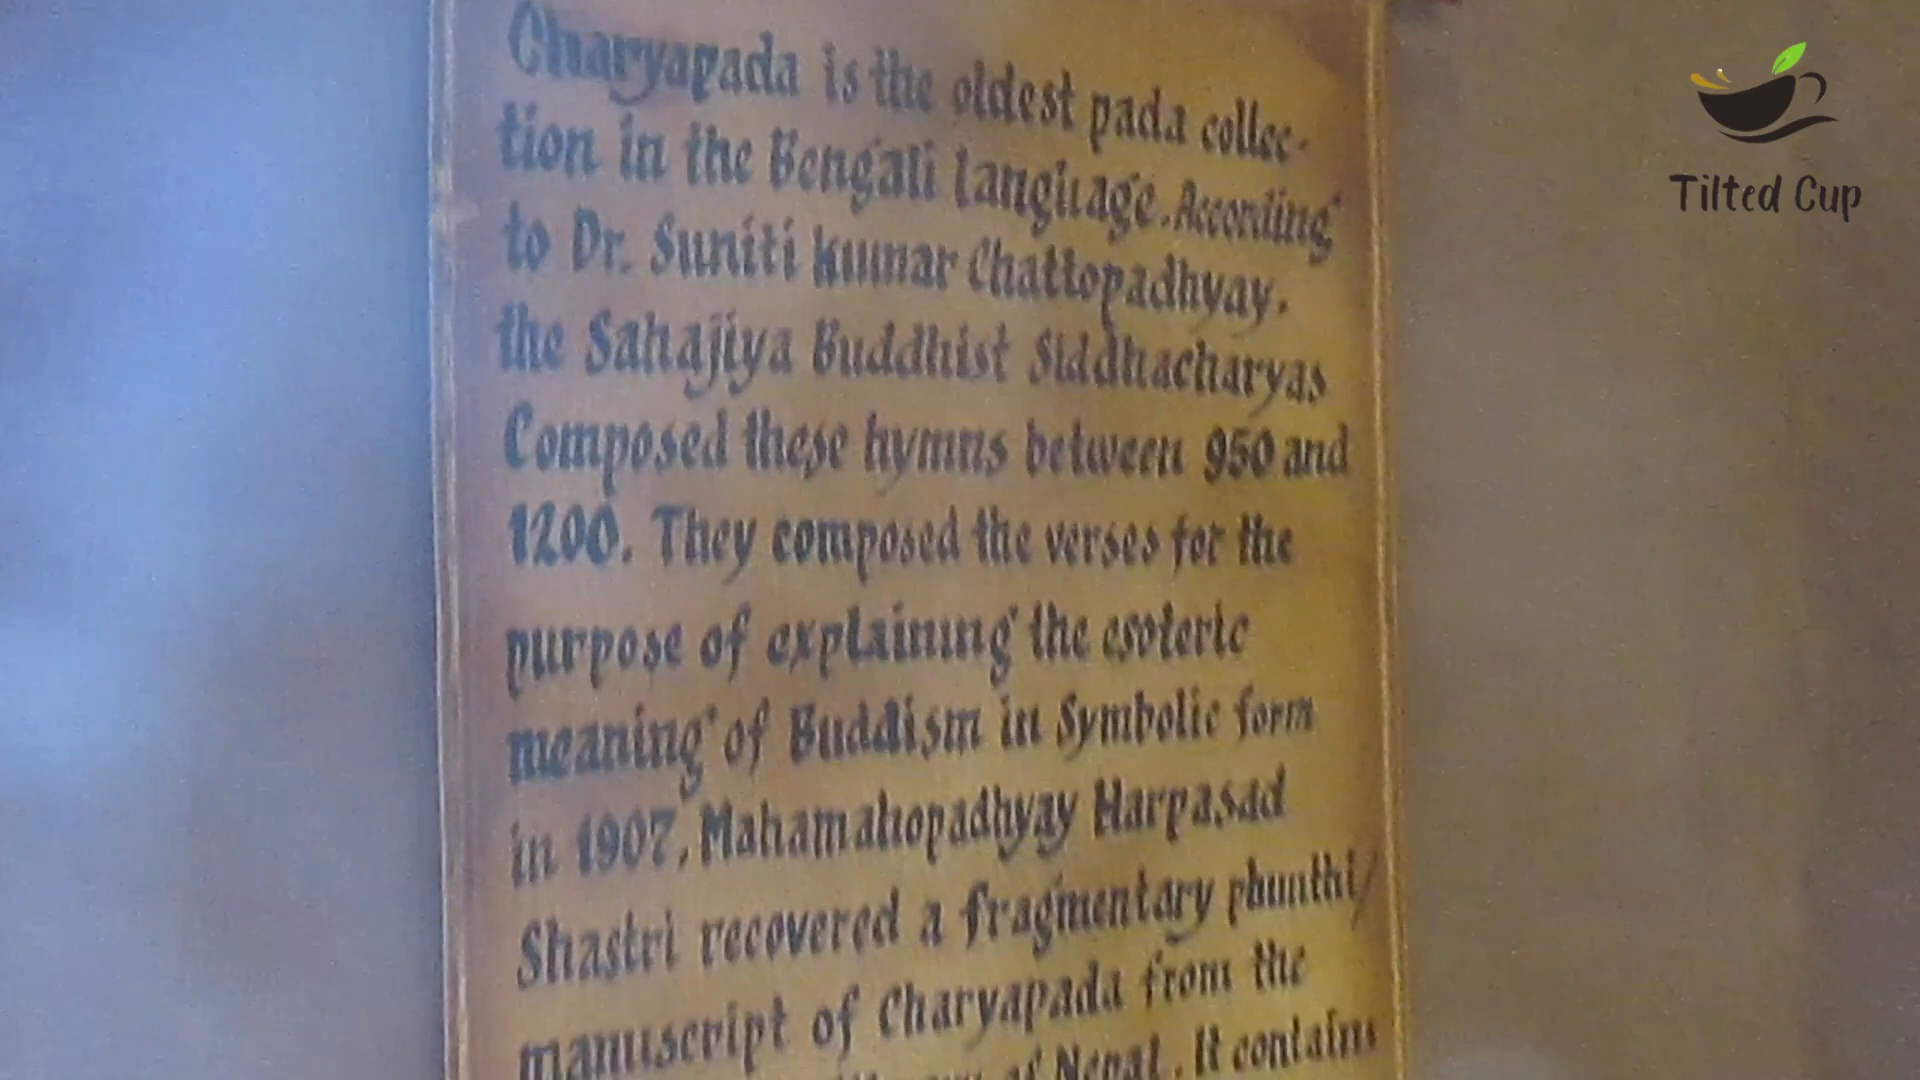 Charyapada is the oldest pada collec-
tion in the Bengali language. According
to Dr. Suniti kumar Chattopadhyay.
the Sahajiya Buddhist Siddhacharyas
Composed these hymns between 950 and
1200. They composed the verses for the
purpose of explaining the esoteric
meaning of Buddism in Symbolic form
in 1907, Mahamahopadhyay Harpasad
Shastri recovered a fragmentary phunthi/
manuscript of Charyapada from the
of Nepal. It contains
Tilted Cup